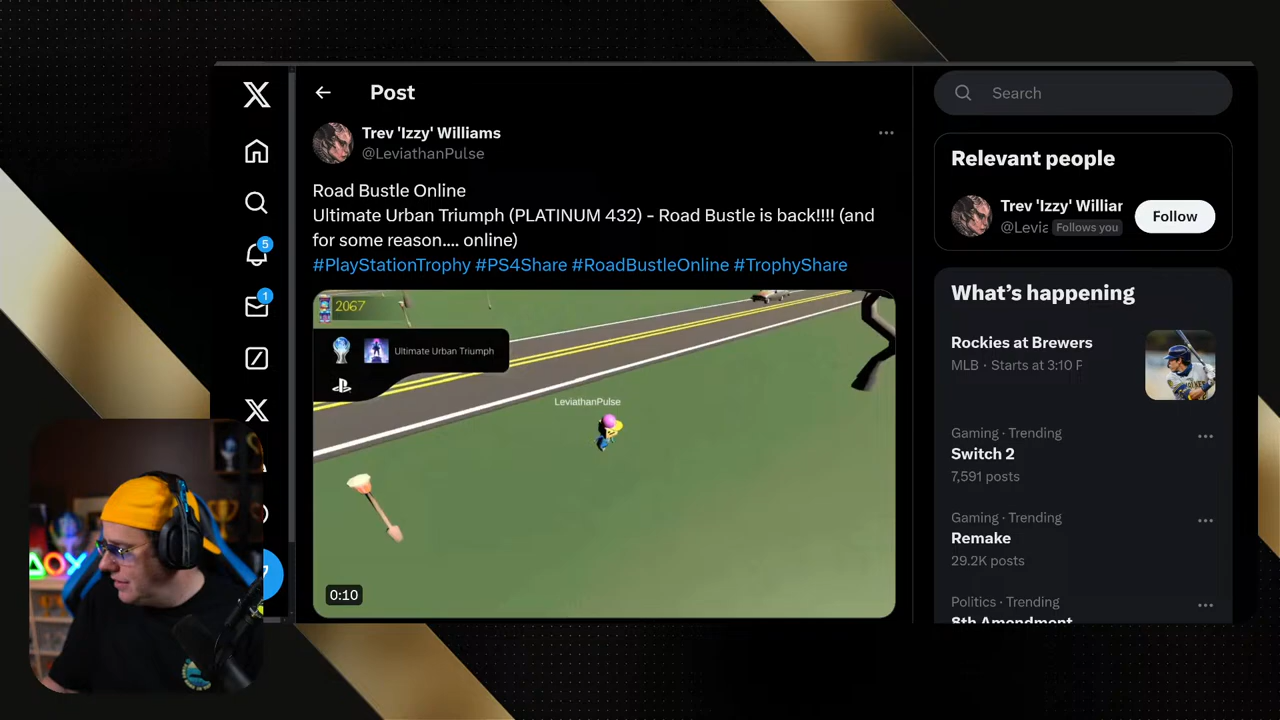 Post
Search
Trev 'Izzy' Williams
@LeviathanPulse
Road Bustle Online
Ultimate Urban Triumph (PLATINUM 432) - Road Bustle is back!!!! (and
for some reason.... online)
#PlayStationTrophy #PS4Share #RoadBustleOnline #TrophyShare
2067
Ultimate Urban Triumph
LeviathanPulse
0:10
5
1
Relevant people
Trev 'Izzy' Williar
@Levia
Follows you
Follow
What's happening
Rockies at Brewers
MLB · Starts at 3:10 P
Gaming · Trending
Switch 2
7,591 posts
Gaming · Trending
Remake
29.2K posts
Politics · Trending
8th Amendment